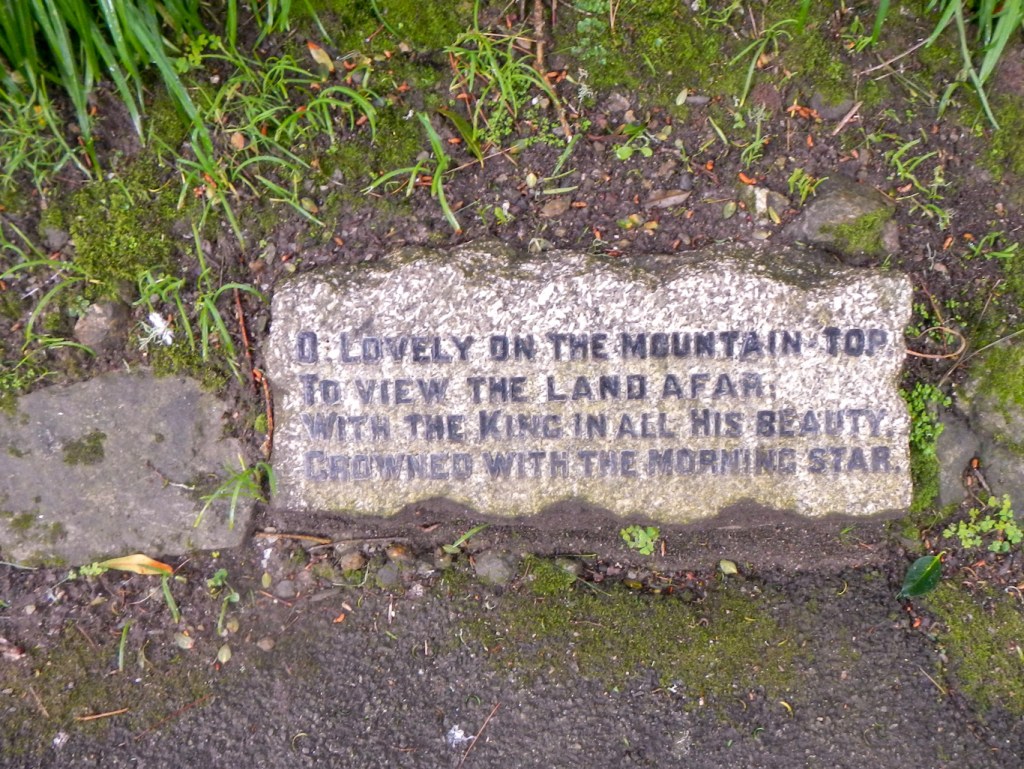 O. LOVELY ON THE MOUNTAIN-TOP
TO VIEW THE LAND AFAR;
WITH THE KING IN ALL HIS BEAUTY,
CROWNED WITH THE MORNING STAR.